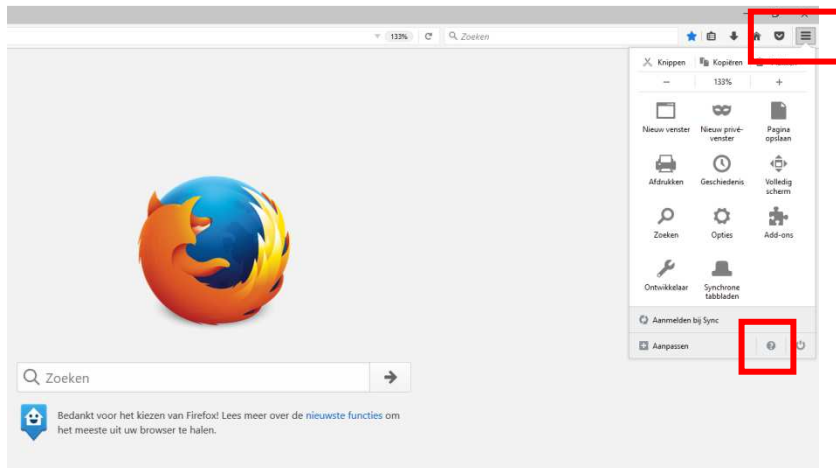 133%
Zoeken
Knippen
Kopiëren
133%
Nieuw venster
Nieuw privé-
venster
Pagina
opslaan
Afdrukken
Geschiedenis
Volledig
scherm
Zoeken
Opties
Add-ons
Ontwikkelaar
Synchrone
tabbladen
Aanmelden bij Sync
Aanpassen
Zoeken
Bedankt voor het kiezen van Firefox! Lees meer over de nieuwste functies om
het meeste uit uw browser te halen.